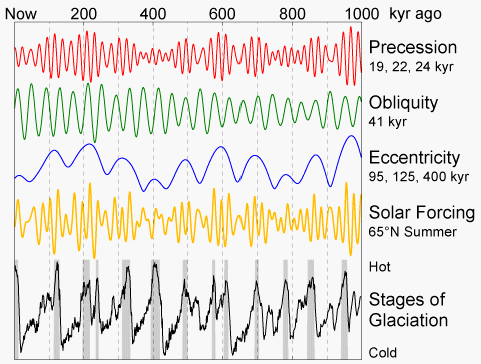 Now 200 400 600 800 1000 kyr ago
Precession
19, 22, 24 kyr
Obliquity
41 kyr
Eccentricity
95, 125, 400 kyr
Solar Forcing
65°N Summer
Hot
Stages of
Glaciation
Cold